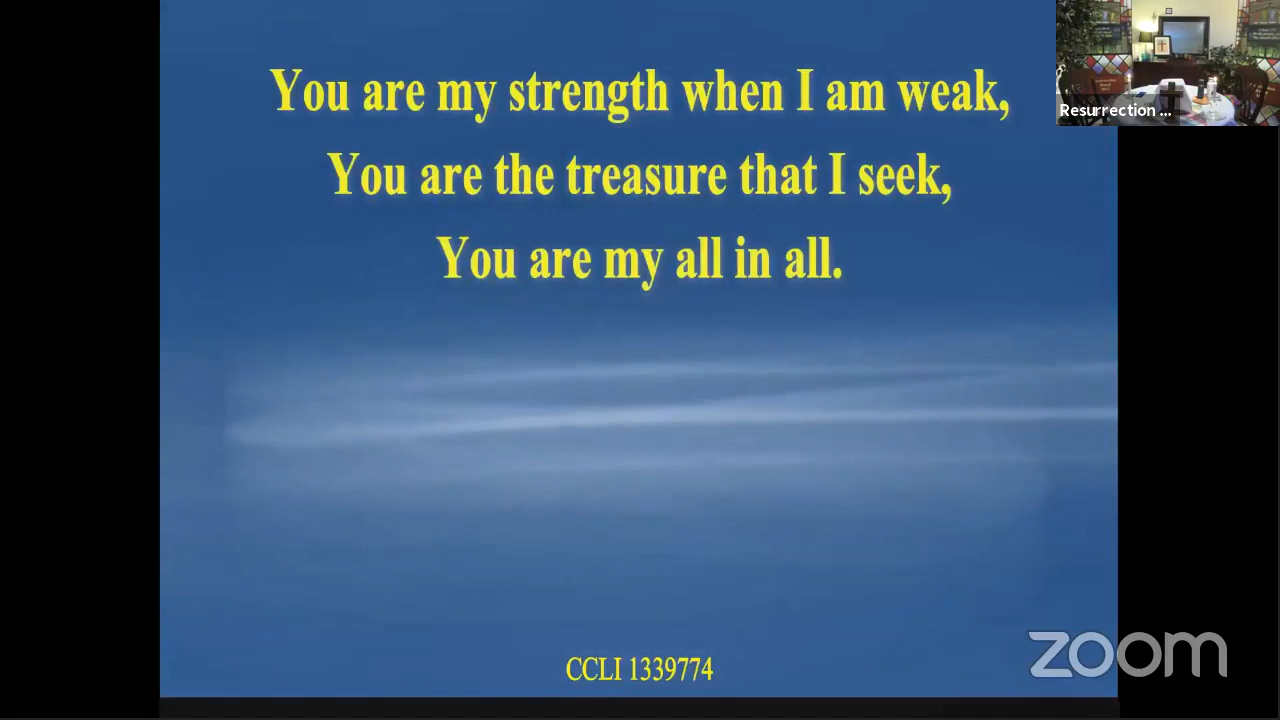 You are my strength when I am weak,
You are the treasure that I seek,
You are my all in all.
Resurrection ...
CCLI 1339774
zoom